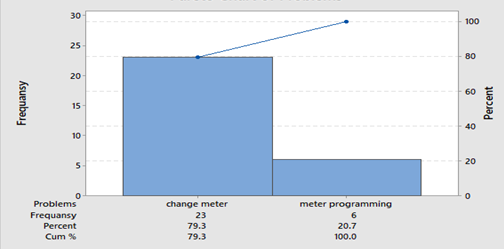 30
25
20
15
10
5
0
Frequansy
100
80
60
40
20
0
Percent
Problems change meter meter programming
Frequansy 23 6
Percent 79.3 20.7
Cum % 79.3 100.0